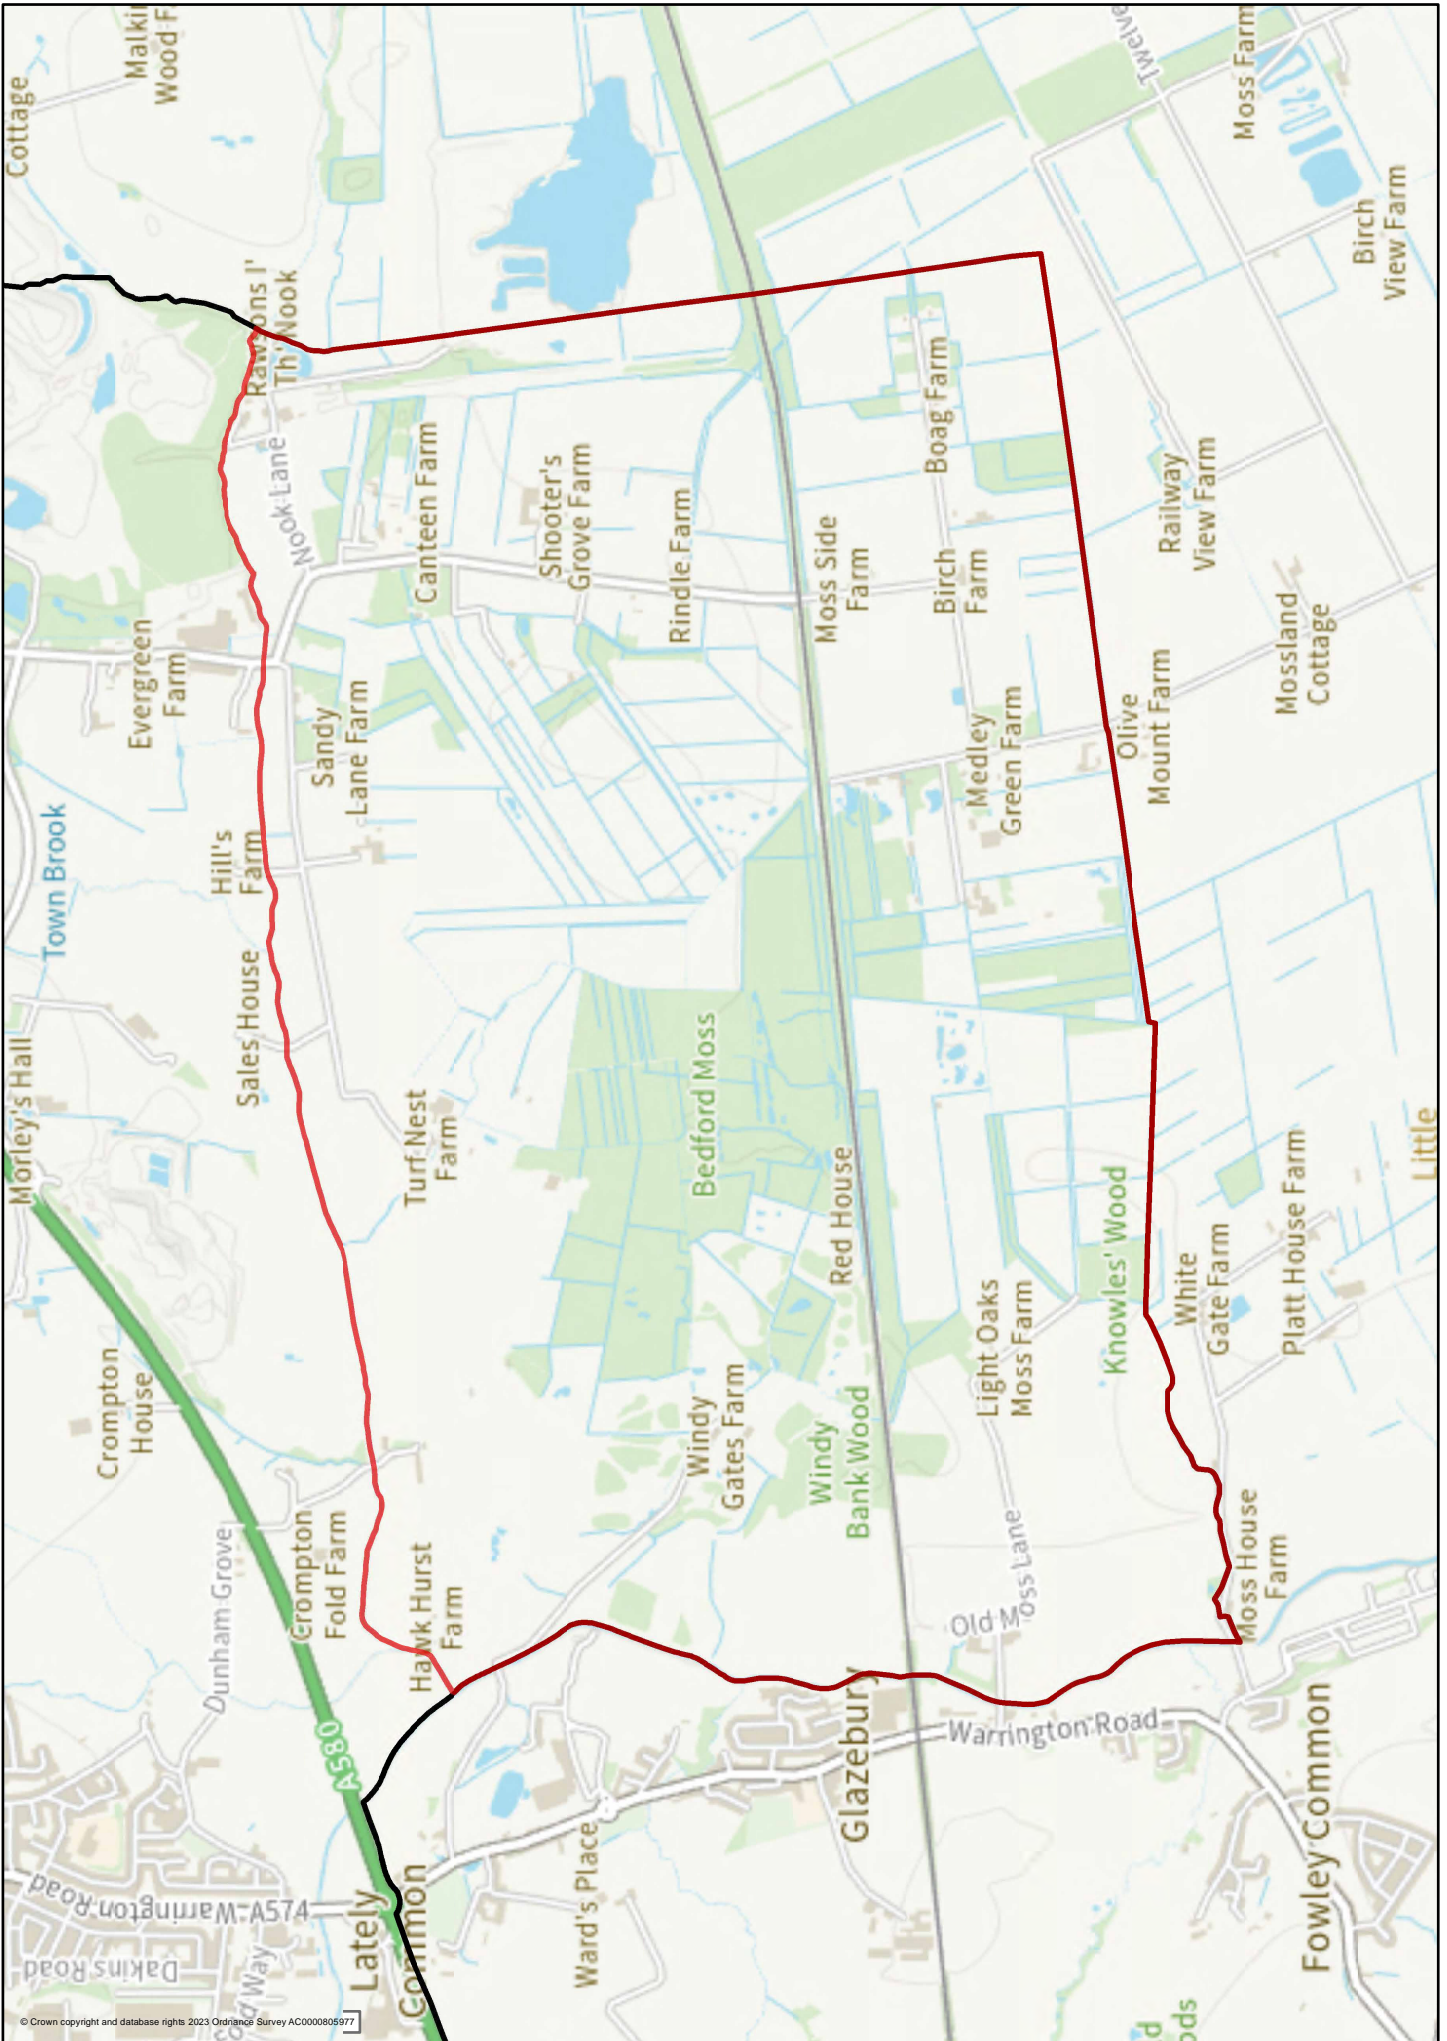 Cottage
Malki
Wood F
Twelve
Moss Farm
Birch
View Farm
Rawsons I'
Th' Nook
Nook Lane
Canteen Farm
Shooter's
Grove Farm
Rindle Farm
Boag Farm
Moss Side
Farm
Birch
Farm
Railway
View Farm
Mossland
Cottage
Evergreen
Farm
Sandy
Lane Farm
Medley
Green Farm
Olive
Mount Farm
Town Brook
Hill's
Farm
Sales House
Morley's Hall
Turf Nest
Farm
Bedford Moss
Red House
Knowles' Wood
White
Gate Farm
Platt House Farm
Little
Crompton
House
Windy
Gates Farm
Windy
Bank Wood
Light Oaks
Moss Farm
Dunham Grove
Crompton
Fold Farm
Hawk Hurst
Farm
Old Moss Lane
Moss House
Farm
A580
Glazebury
Warrington Road
Fowley Common
Warrington Road
A574
Lately
Common
Ward's Place
Dakins Road
ood Way
d
ds
© Crown copyright and database rights 2023 Ordnance Survey AC0000805977